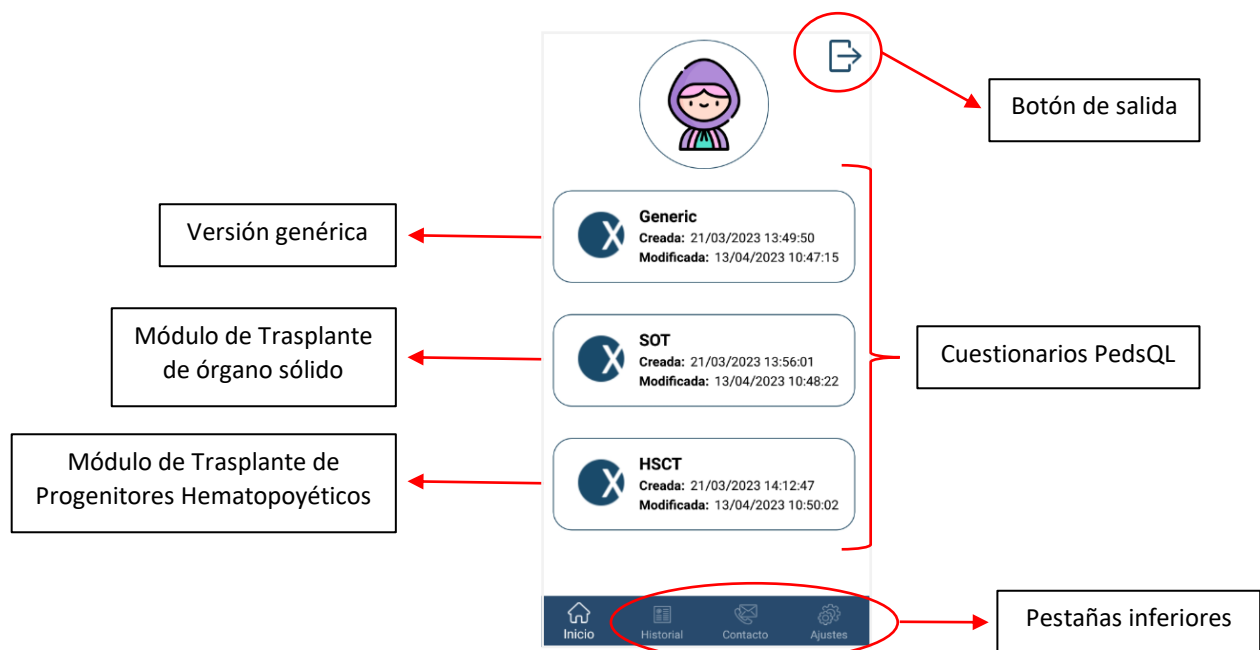 Botón de salida
Versión genérica
Generic
Creada: 21/03/2023 13:49:50
Modificada: 13/04/2023 10:47:15
Módulo de Trasplante
de órgano sólido
SOT
Creada: 21/03/2023 13:56:01
Modificada: 13/04/2023 10:48:22
Cuestionarios PedsQL
Módulo de Trasplante de
Progenitores Hematopoyéticos
HSCT
Creada: 21/03/2023 14:12:47
Modificada: 13/04/2023 10:50:02
Inicio
Historial
Contacto
Ajustes
Pestañas inferiores